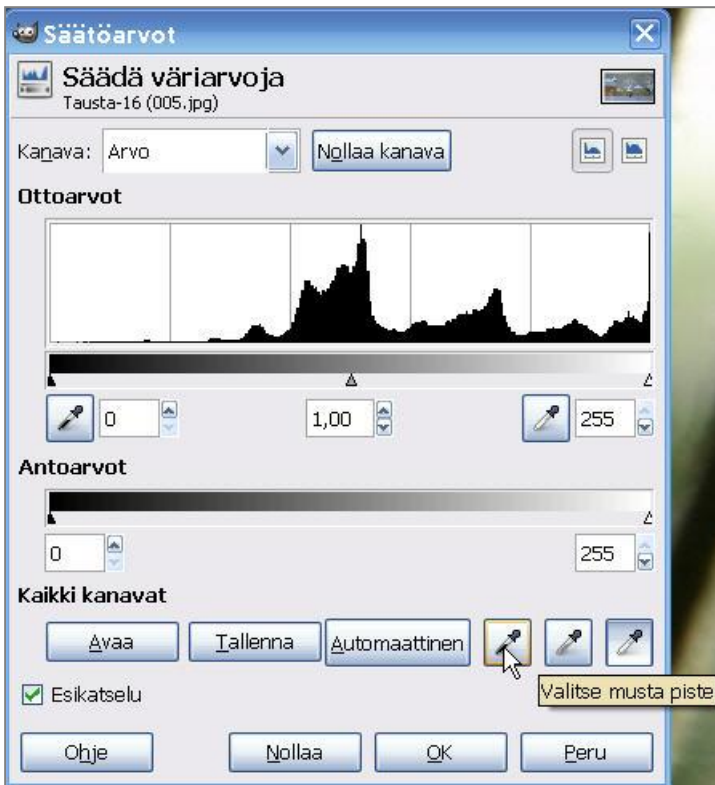 Säätöarvot
Säädä väriarvoja
Tausta-16 (005.jpg)
Kanava: Arvo Nollaa kanava
Ottoarvot
0 1,00 255
Antoarvot
0 255
Kaikki kanavat
Avaa Tallenna Automaattinen
Valitse musta piste
Esikatselu
Ohje Nollaa OK Peru